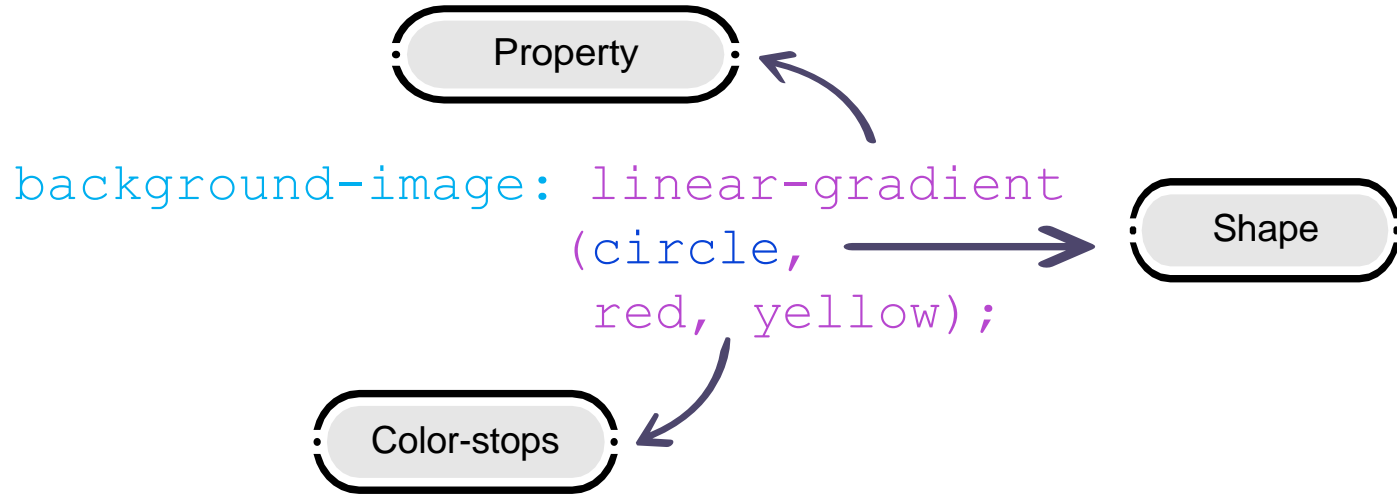 Property
background-image: linear-gradient
(circle,
Shape
red, yellow);
Color-stops